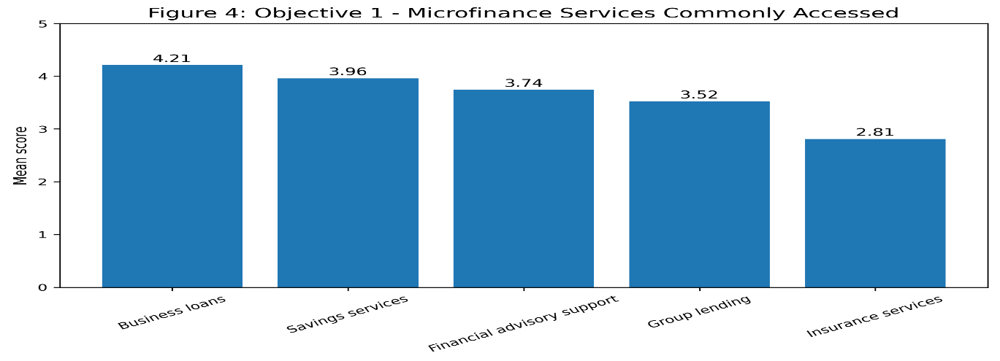 Figure 4: Objective 1 - Microfinance Services Commonly Accessed
Mean score
5
4
3
2
1
0
4.21
3.96
3.74
3.52
2.81
Business loans
Savings services
Financial advisory support
Group lending
Insurance services